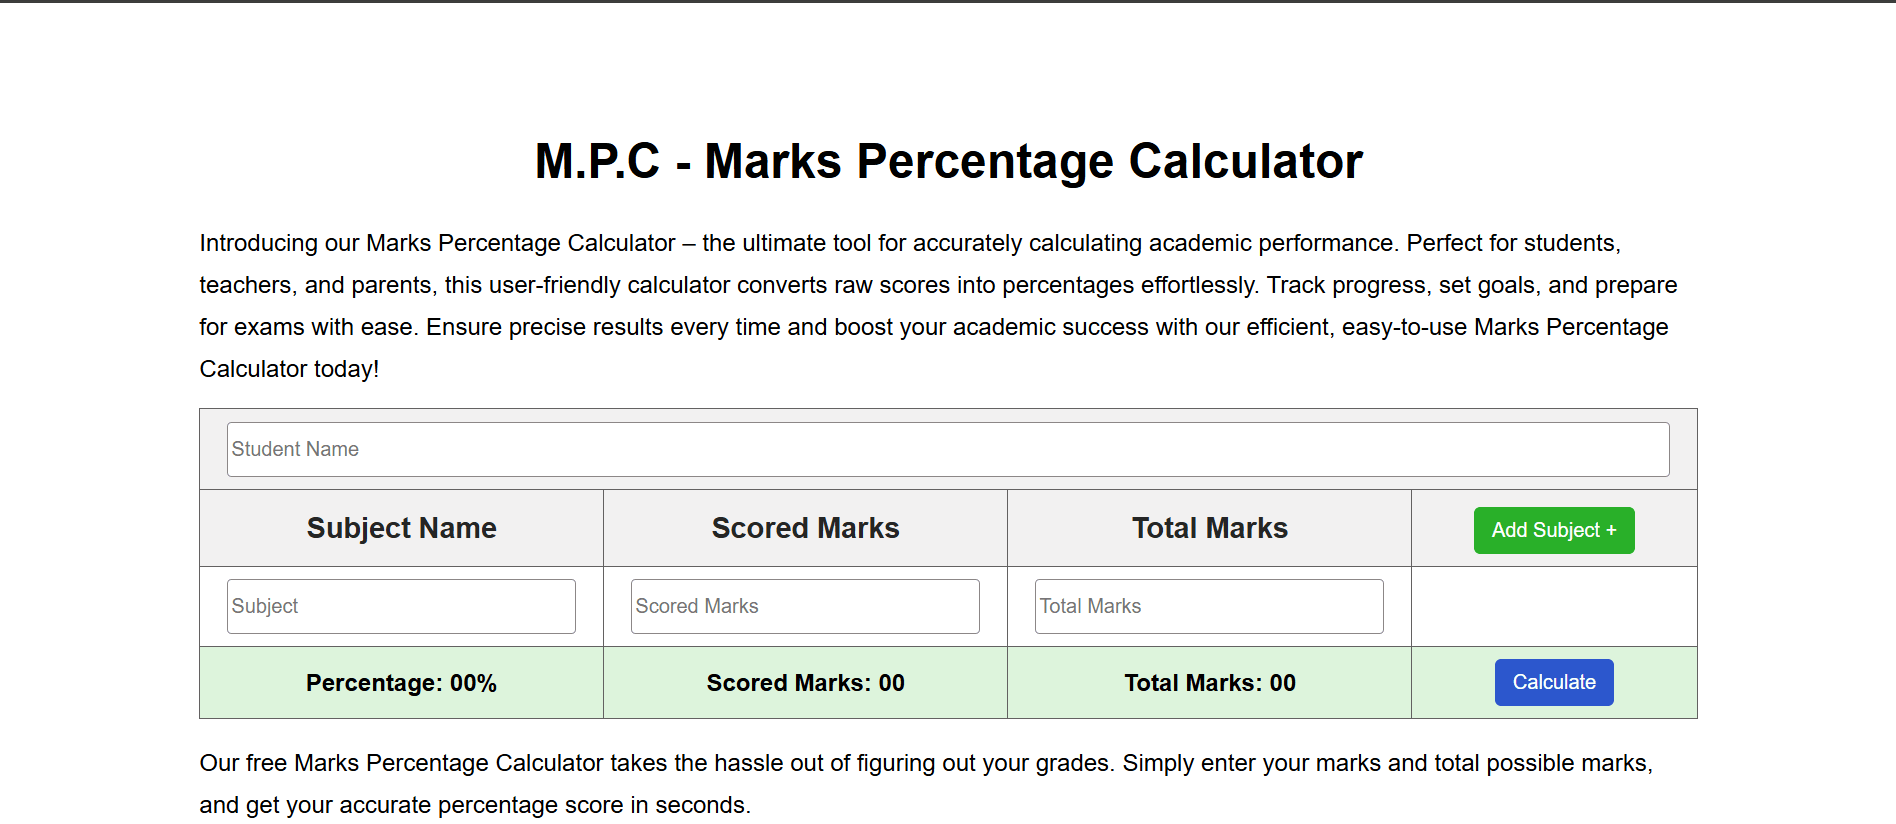 M.P.C - Marks Percentage Calculator
Introducing our Marks Percentage Calculator – the ultimate tool for accurately calculating academic performance. Perfect for students,
teachers, and parents, this user-friendly calculator converts raw scores into percentages effortlessly. Track progress, set goals, and prepare
for exams with ease. Ensure precise results every time and boost your academic success with our efficient, easy-to-use Marks Percentage
Calculator today!
Student Name
Subject Name Scored Marks Total Marks Add Subject +
Subject Scored Marks Total Marks
Percentage: 00% Scored Marks: 00 Total Marks: 00 Calculate
Our free Marks Percentage Calculator takes the hassle out of figuring out your grades. Simply enter your marks and total possible marks,
and get your accurate percentage score in seconds.